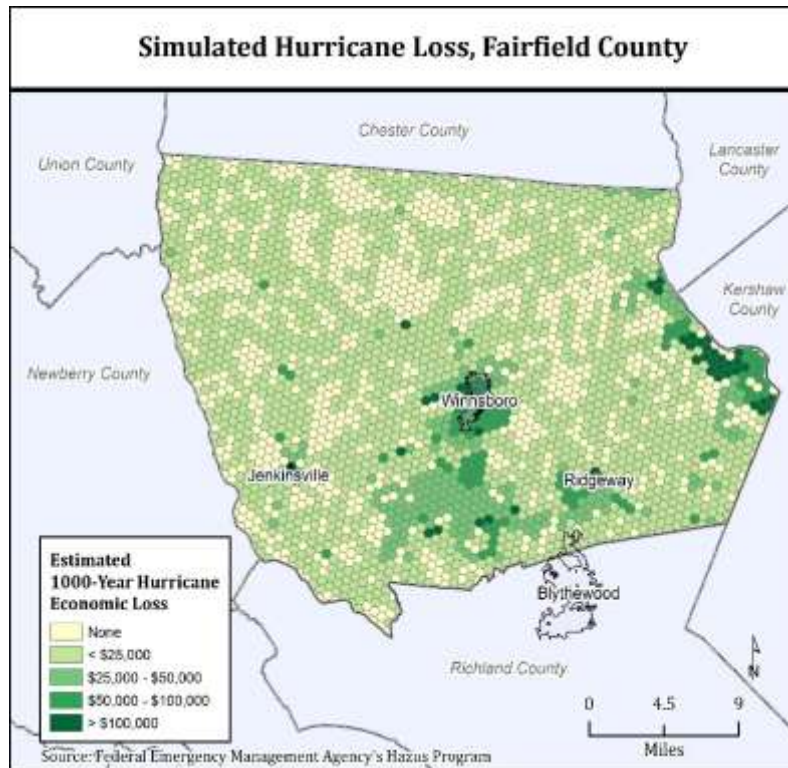 Simulated Hurricane Loss, Fairfield County
Chester County
Union County
Lancaster County
Kershaw County
Newberry County
Winnsboro
Jenkinsville
Ridgeway
Blythewood
Richland County
Estimated
1000-Year Hurricane
Economic Loss
None
< $25,000
$25,000 - $50,000
$50,000 - $100,000
> $100,000
N
0 4.5 9
Miles
Source: Federal Emergency Management Agency's Hazus Program